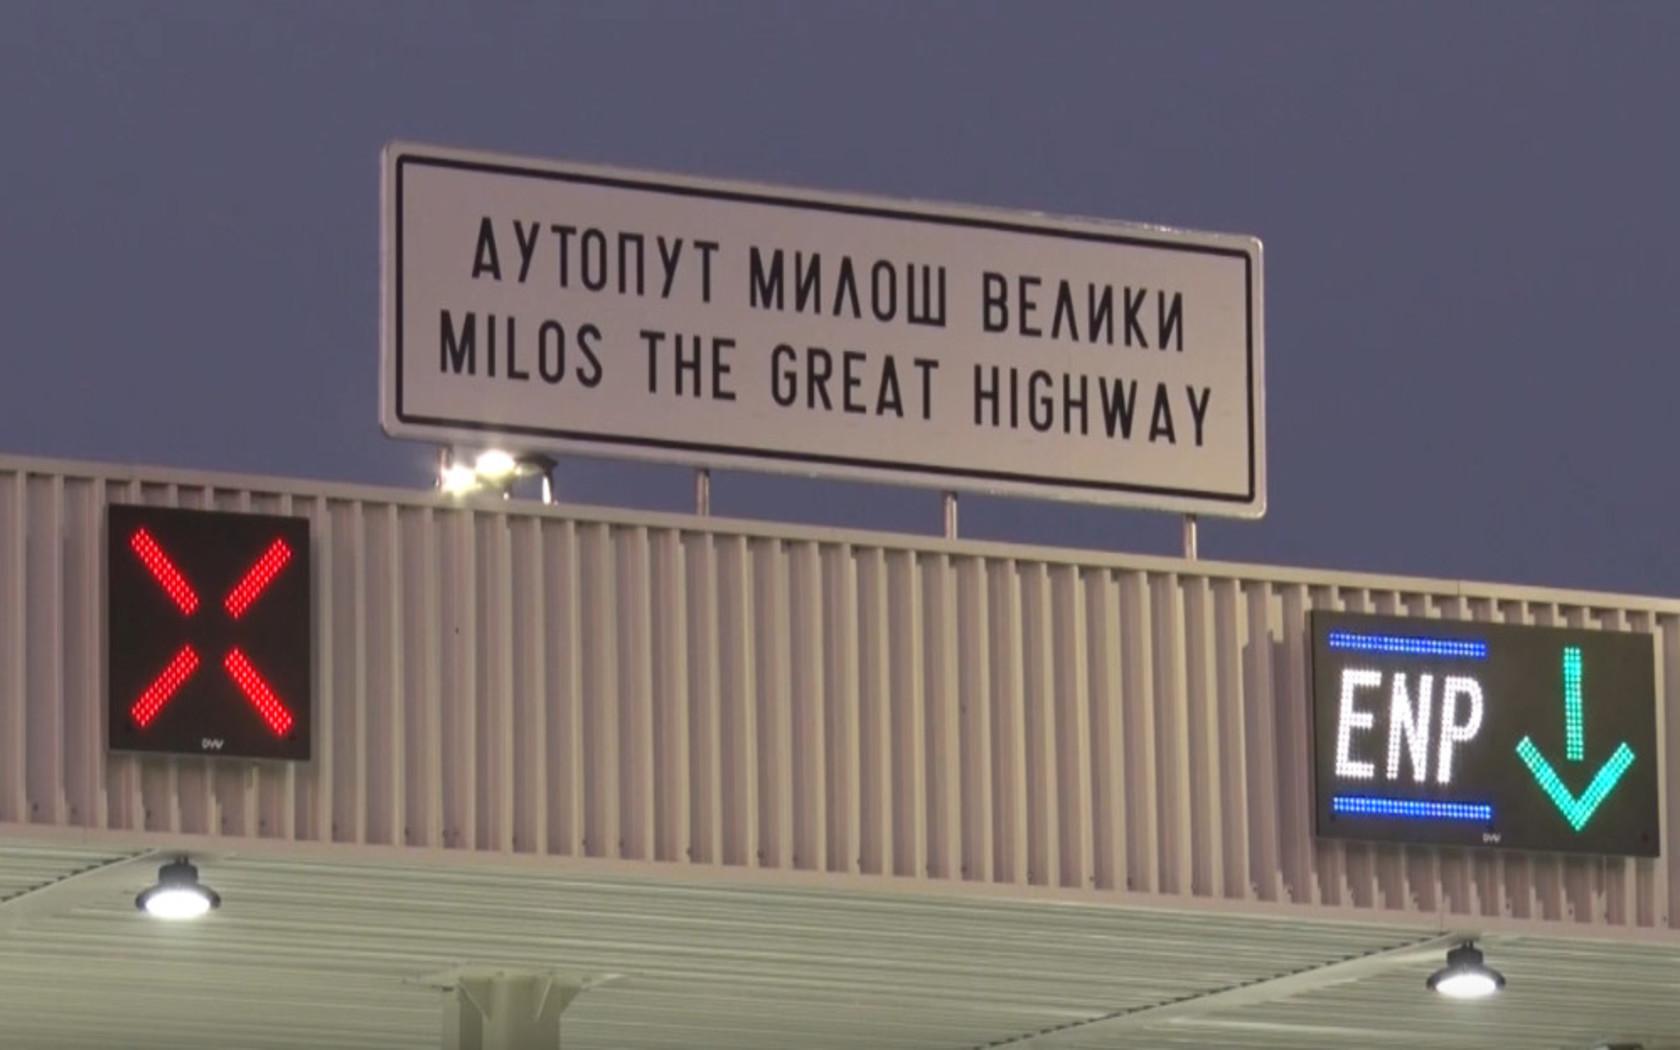 АУТОПУТ МИЛОШ ВЕЛИКИ
MILOS THE GREAT HIGHWAY
ENP